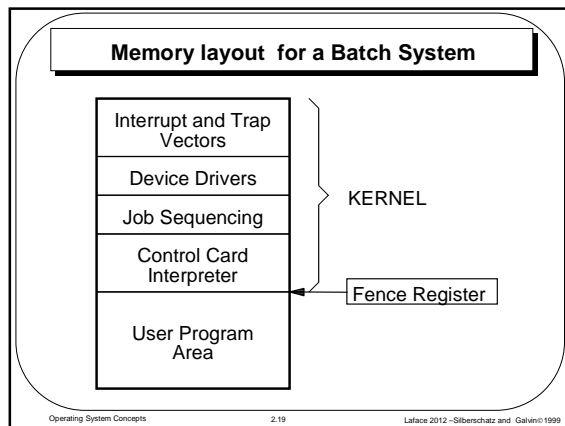 Memory layout for a Batch System
Interrupt and Trap
Vectors
Device Drivers
Job Sequencing
Control Card
Interpreter
User Program
Area
KERNEL
Fence Register
Operating System Concepts
2.19
Laface 2012 –Silberschatz and Galvin©1999